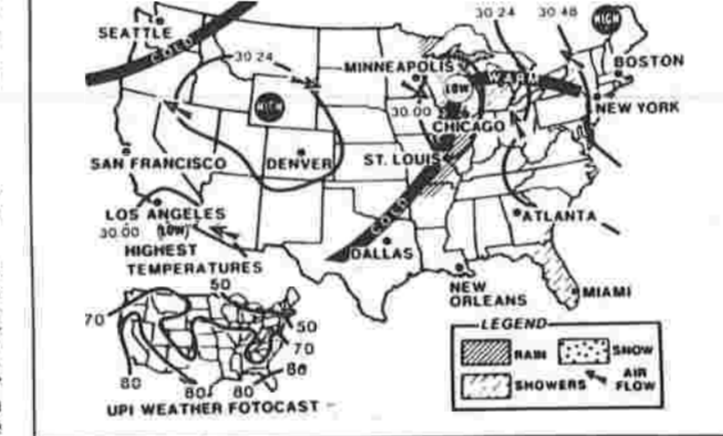 30.24 30.48 HIGH
SEATTLE
COLD
BOSTON
30.24
MINNEAPOLIS
WARM
LOW
HIGH
30.00
NEW YORK
CHICAGO
SAN FRANCISCO
DENVER
ST. LOUIS
LOS ANGELES
COLD
ATLANTA
30.00 (LOW)
HIGHEST
TEMPERATURES
DALLAS
50
NEW
ORLEANS
MIAMI
70
50
70
80
80
80
80
LEGEND
RAIN
SNOW
SHOWERS
AIR
FLOW
UPI WEATHER FOTOCAST